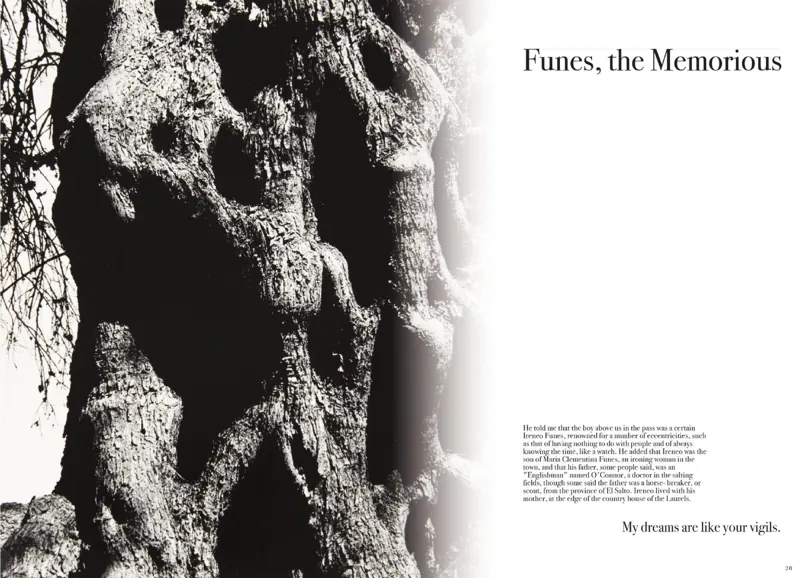 Funes, the Memorious
He told me that the boy above us in the pass was a certain
Ireneo Funes, renowned for a number of eccentricities, such
as that of having nothing to do with people and of always
knowing the time, like a watch. He added that Ireneo was the
son of Maria Clementina Funes, an ironing woman in the
town, and that his father, some people said, was an
"Englishman" named O'Connor, a doctor in the salting
fields, though some said the father was a horse- breaker, or
scout, from the province of El Salto. Ireneo lived with his
mother, at the edge of the country house of the Laurels.
My dreams are like your vigils.
20